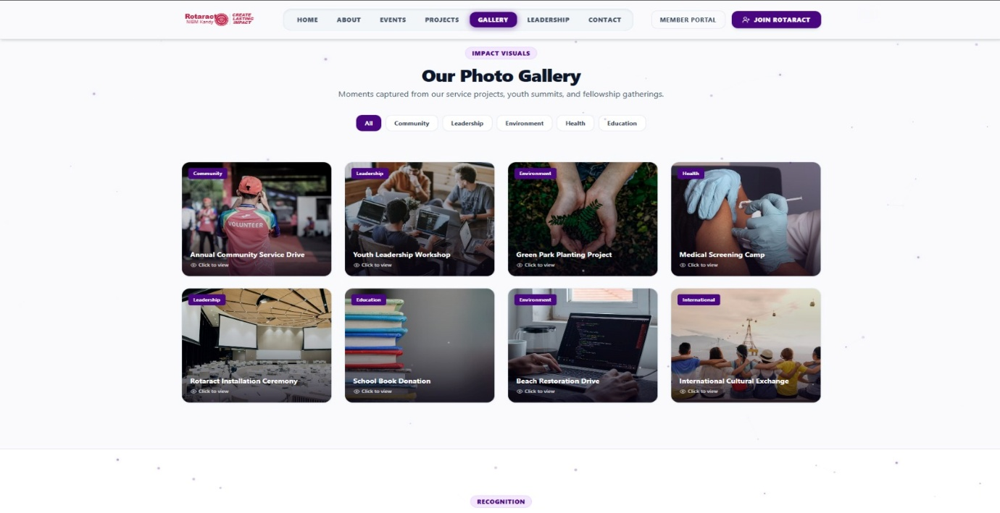 Rotaract
NIBM Kandy
CREATE
LASTING
IMPACT
HOME
ABOUT
EVENTS
PROJECTS
GALLERY
LEADERSHIP
CONTACT
MEMBER PORTAL
JOIN ROTARACT
IMPACT VISUALS
Our Photo Gallery
Moments captured from our service projects, youth summits, and fellowship gatherings.
All
Community
Leadership
Environment
Health
Education
Community
VOLUNTEER
Annual Community Service Drive
Click to view
Leadership
Youth Leadership Workshop
Click to view
Environment
Green Park Planting Project
Click to view
Health
Medical Screening Camp
Click to view
Leadership
Rotaract Installation Ceremony
Click to view
Education
School Book Donation
Click to view
Environment
Beach Restoration Drive
Click to view
International
International Cultural Exchange
Click to view
RECOGNITION